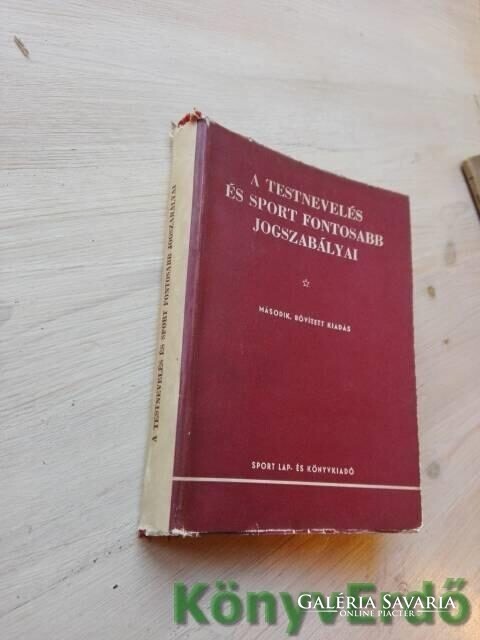 A TESTNEVELÉS
ÉS SPORT FONTOSABB
JOGSZABÁLYAI
MÁSODIK, BŐVÍTETT KIADÁS
SPORT LAP- ÉS KÖNYVKIADÓ
A TESTNEVELÉS ÉS SPORT FONTOSABB JOGSZABÁLYAI
KönyvErdő
GALÉRIA SAVARIA
ONLINE PIACTÉR